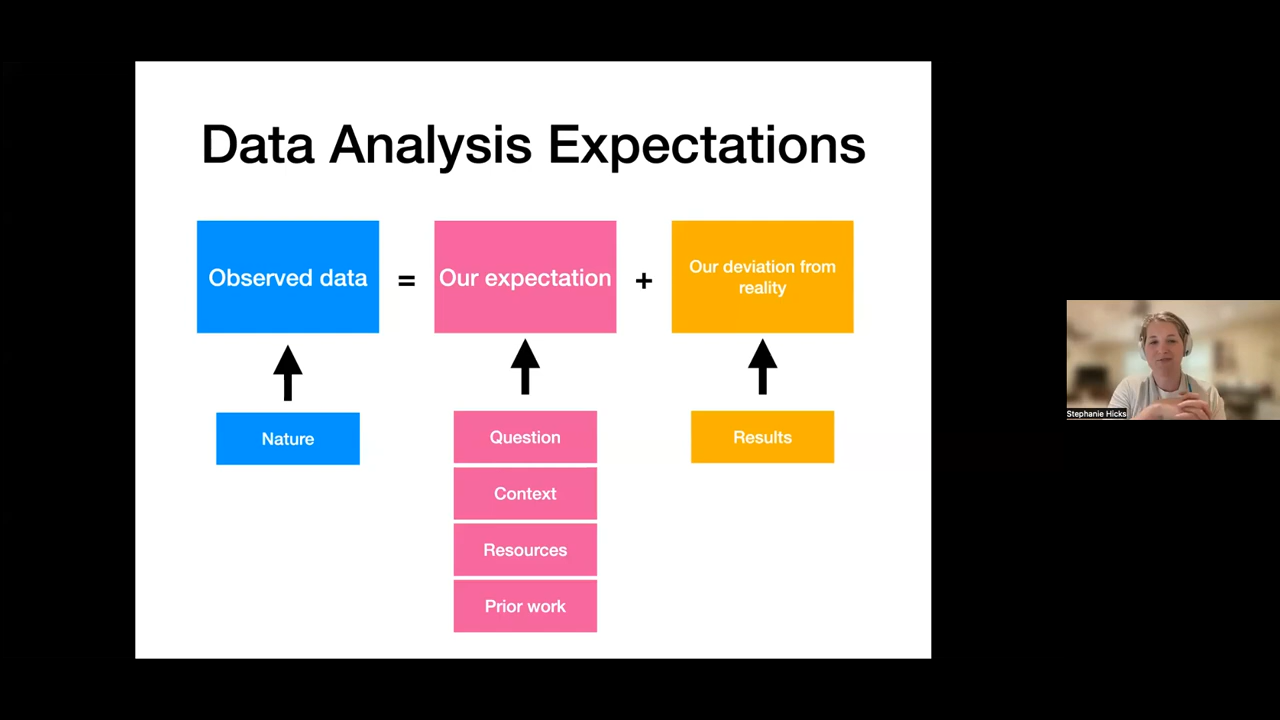 Data Analysis Expectations
Observed data
=
Our expectation
+
Our deviation from
reality
Nature
Question
Results
Context
Resources
Prior work
Stephanie Hicks